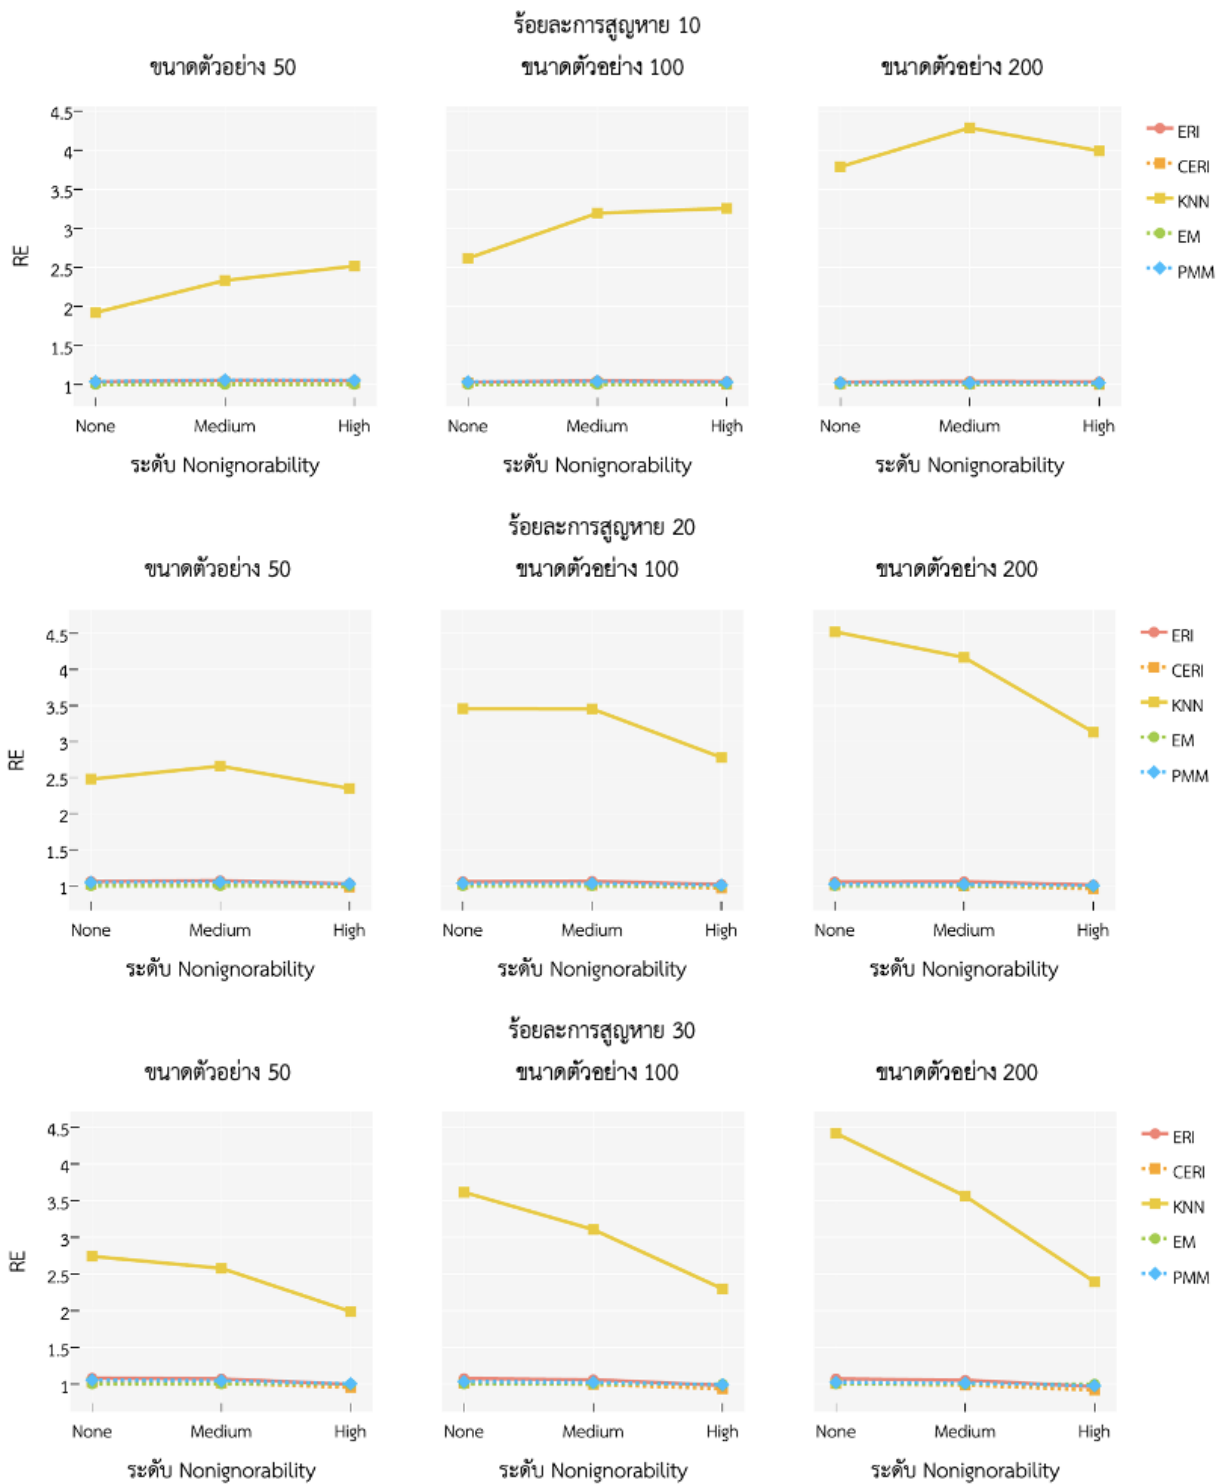 ร้อยละการสูญหาย 10
ขนาดตัวอย่าง 50 ขนาดตัวอย่าง 100 ขนาดตัวอย่าง 200
4.5
4
3.5
3
2.5
2
1.5
1
RE
None Medium High None Medium High None Medium High
ระดับ Nonignorability ระดับ Nonignorability ระดับ Nonignorability
ERI
CERI
KNN
EM
PMM
ร้อยละการสูญหาย 20
ขนาดตัวอย่าง 50 ขนาดตัวอย่าง 100 ขนาดตัวอย่าง 200
4.5
4
3.5
3
2.5
2
1.5
1
RE
None Medium High None Medium High None Medium High
ระดับ Nonignorability ระดับ Nonignorability ระดับ Nonignorability
ERI
CERI
KNN
EM
PMM
ร้อยละการสูญหาย 30
ขนาดตัวอย่าง 50 ขนาดตัวอย่าง 100 ขนาดตัวอย่าง 200
4.5
4
3.5
3
2.5
2
1.5
1
RE
None Medium High None Medium High None Medium High
ระดับ Nonignorability ระดับ Nonignorability ระดับ Nonignorability
ERI
CERI
KNN
EM
PMM